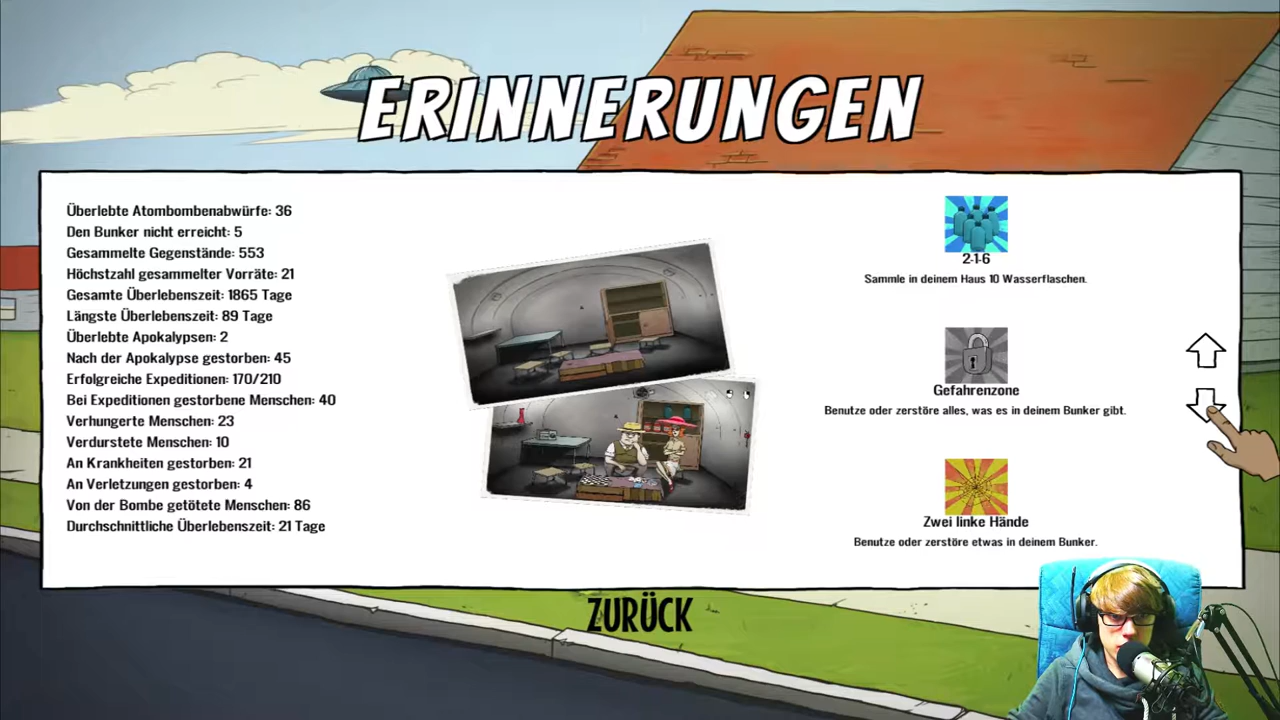 ERINNERUNGEN
Überlebte Atombombenabwürfe: 36
Den Bunker nicht erreicht: 5
Gesammelte Gegenstände: 553
Höchstzahl gesammelter Vorräte: 21
Gesamte Überlebenszeit: 1865 Tage
Längste Überlebenszeit: 89 Tage
Überlebte Apokalypsen: 2
Nach der Apokalypse gestorben: 45
Erfolgreiche Expeditionen: 170/210
Bei Expeditionen gestorbene Menschen: 40
Verhungerte Menschen: 23
Verdurstete Menschen: 10
An Krankheiten gestorben: 21
An Verletzungen gestorben: 4
Von der Bombe getötete Menschen: 86
Durchschnittliche Überlebenszeit: 21 Tage
2-1-6
Sammle in deinem Haus 10 Wasserflaschen.
Gefahrenzone
Benutze oder zerstöre alles, was es in deinem Bunker gibt.
Zwei linke Hände
Benutze oder zerstöre etwas in deinem Bunker.
ZURÜCK